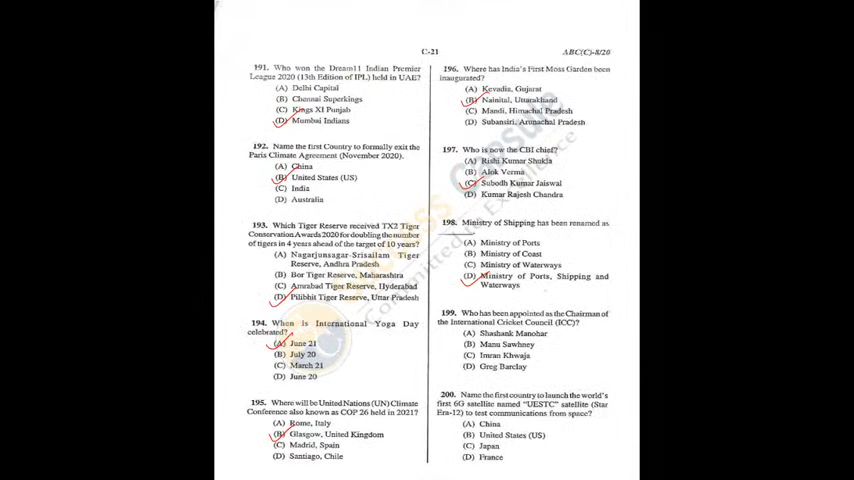 C-21
ABC(C)-8/20
191. Who won the Dream11 Indian Premier
League 2020 (13th Edition of IPL) held in UAE?
(A) Delhi Capital
(B) Chennai Superkings
(C) Kings XI Punjab
(D) Mumbai Indians
192. Name the first Country to formally exit the
Paris Climate Agreement (November 2020).
(A) China
(B) United States (US)
(C) India
(D) Australia
193. Which Tiger Reserve received TX2 Tiger
Conservation Awards 2020 for doubling the number
of tigers in 4 years ahead of the target of 10 years?
(A) Nagarjunsagar-Srisailam Tiger
Reserve, Andhra Pradesh
(B) Bor Tiger Reserve, Maharashtra
(C) Amrabad Tiger Reserve, Hyderabad
(D) Pilibhit Tiger Reserve, Uttar Pradesh
194. When is International Yoga Day
celebrated?
(A) June 21
(B) July 20
(C) March 21
(D) June 20
195. Where will be United Nations (UN) Climate
Conference also known as COP 26 held in 2021?
(A) Rome, Italy
(B) Glasgow, United Kingdom
(C) Madrid, Spain
(D) Santiago, Chile
196. Where has India's First Moss Garden been
inaugurated?
(A) Kevadia, Gujarat
(B) Nainital, Uttarakhand
(C) Mandi, Himachal Pradesh
(D) Subansiri, Arunachal Pradesh
197. Who is now the CBI chief?
(A) Rishi Kumar Shukla
(B) Alok Verma
(C) Subodh Kumar Jaiswal
(D) Kumar Rajesh Chandra
198. Ministry of Shipping has been renamed as
(A) Ministry of Ports
(B) Ministry of Coast
(C) Ministry of Waterways
(D) Ministry of Ports, Shipping and
Waterways
199. Who has been appointed as the Chairman of
the International Cricket Council (ICC)?
(A) Shashank Manohar
(B) Manu Sawhney
(C) Imran Khwaja
(D) Greg Barclay
200. Name the first country to launch the world's
first 6G satellite named "UESTC" satellite (Star
Era-12) to test communications from space?
(A) China
(B) United States (US)
(C) Japan
(D) France
Capsule
Committed to Excellence